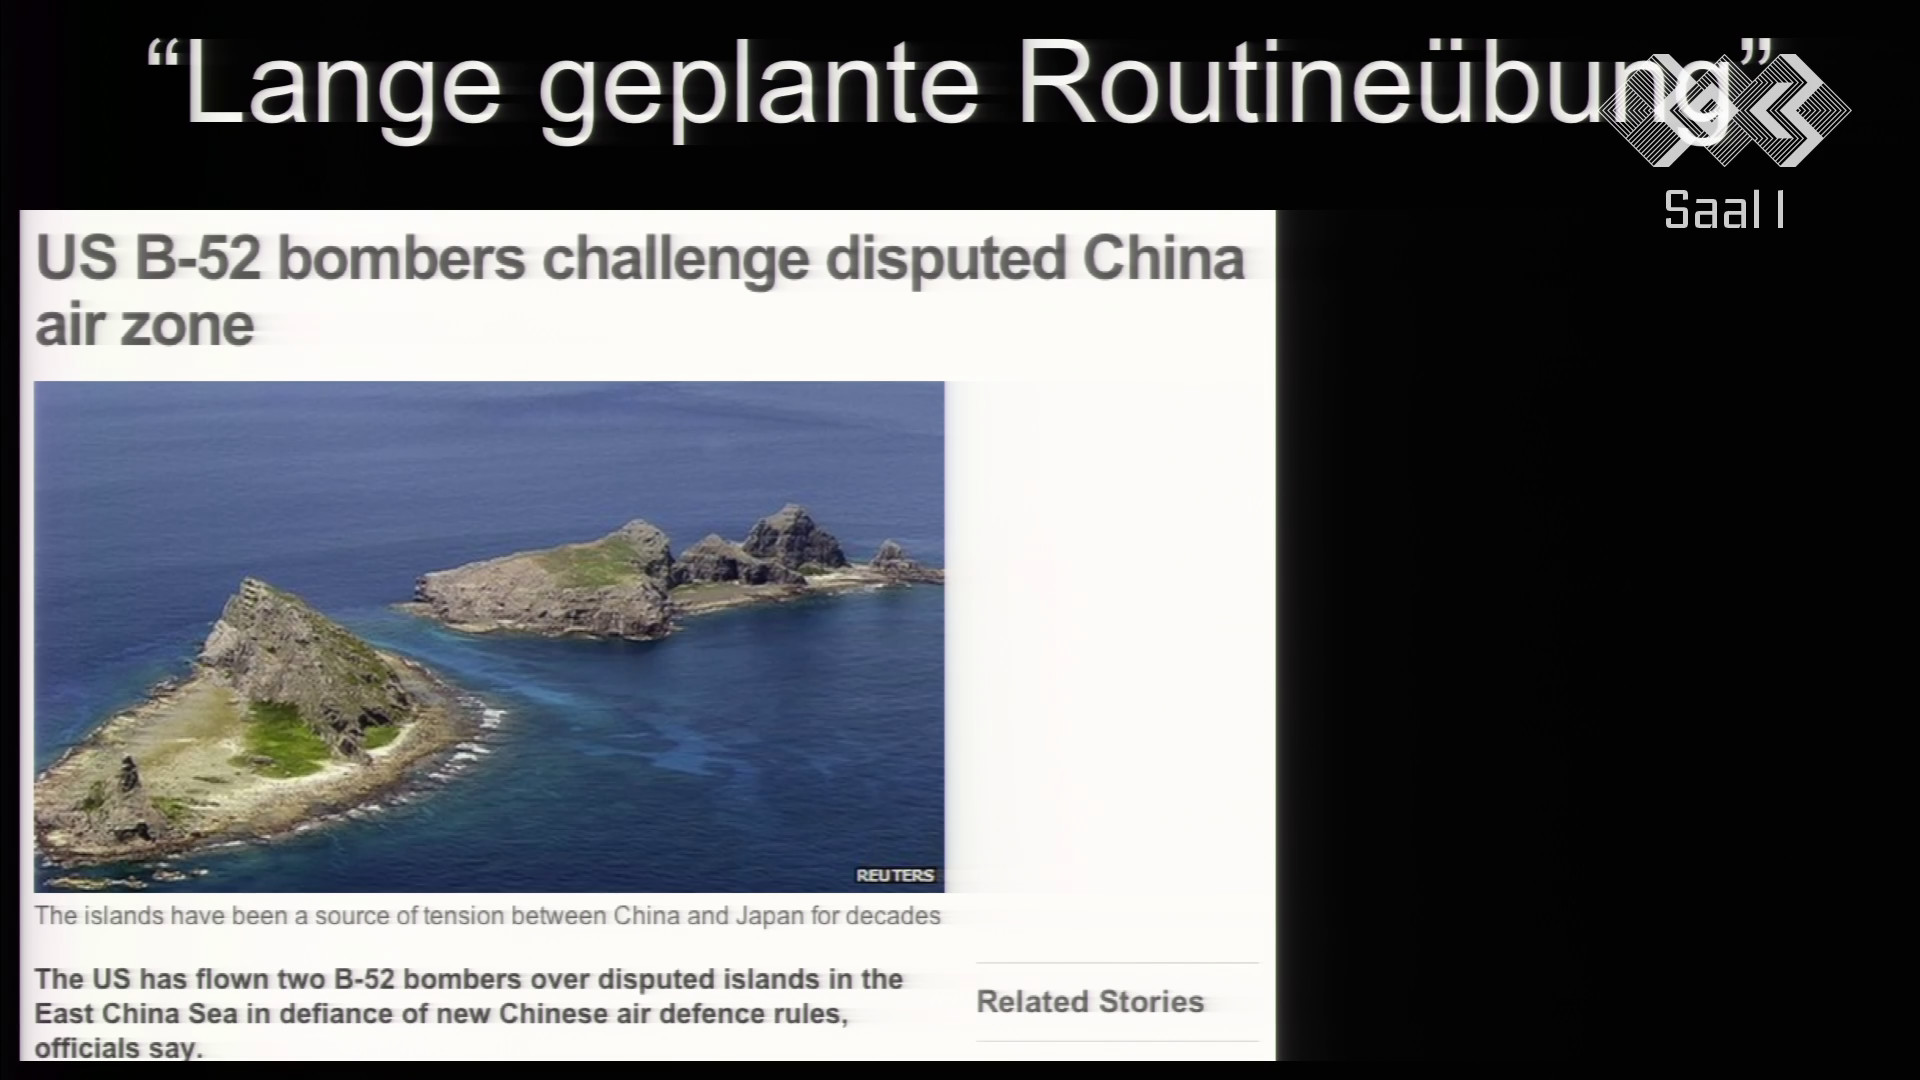 “Lange geplante Routineübung”
Saal 1
US B-52 bombers challenge disputed China
air zone
REUTERS
The islands have been a source of tension between China and Japan for decades
The US has flown two B-52 bombers over disputed islands in the
East China Sea in defiance of new Chinese air defence rules,
officials say.
Related Stories